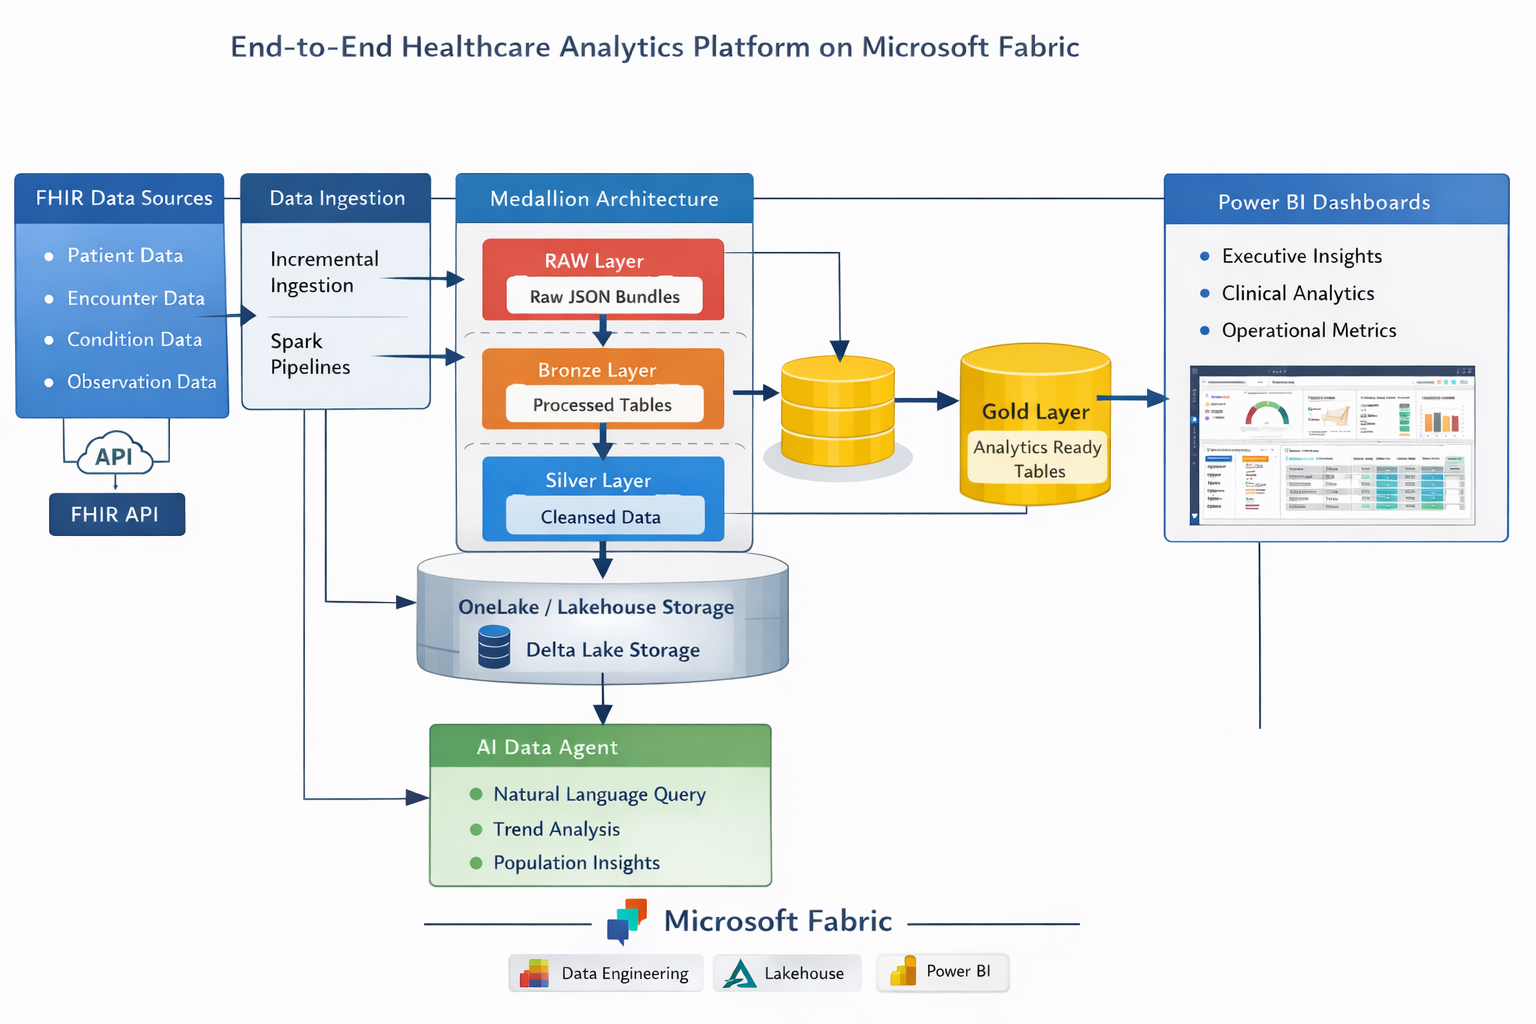 End-to-End Healthcare Analytics Platform on Microsoft Fabric
FHIR Data Sources
Patient Data
Encounter Data
Condition Data
Observation Data
API
FHIR API
Data Ingestion
Incremental
Ingestion
Spark
Pipelines
Medallion Architecture
RAW Layer
Raw JSON Bundles
Bronze Layer
Processed Tables
Silver Layer
Cleansed Data
Gold Layer
Analytics Ready
Tables
Power BI Dashboards
Executive Insights
Clinical Analytics
Operational Metrics
OneLake / Lakehouse Storage
Delta Lake Storage
AI Data Agent
Natural Language Query
Trend Analysis
Population Insights
Microsoft Fabric
Data Engineering
Lakehouse
Power BI